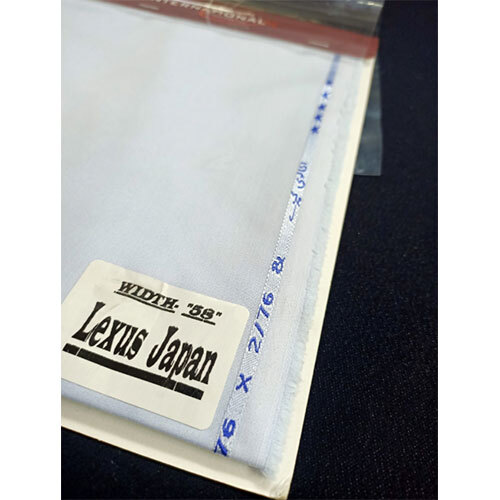 INTERNATIONAL
WIDTH- "58"
Lexus Japan
76 X 2/76
★★★★